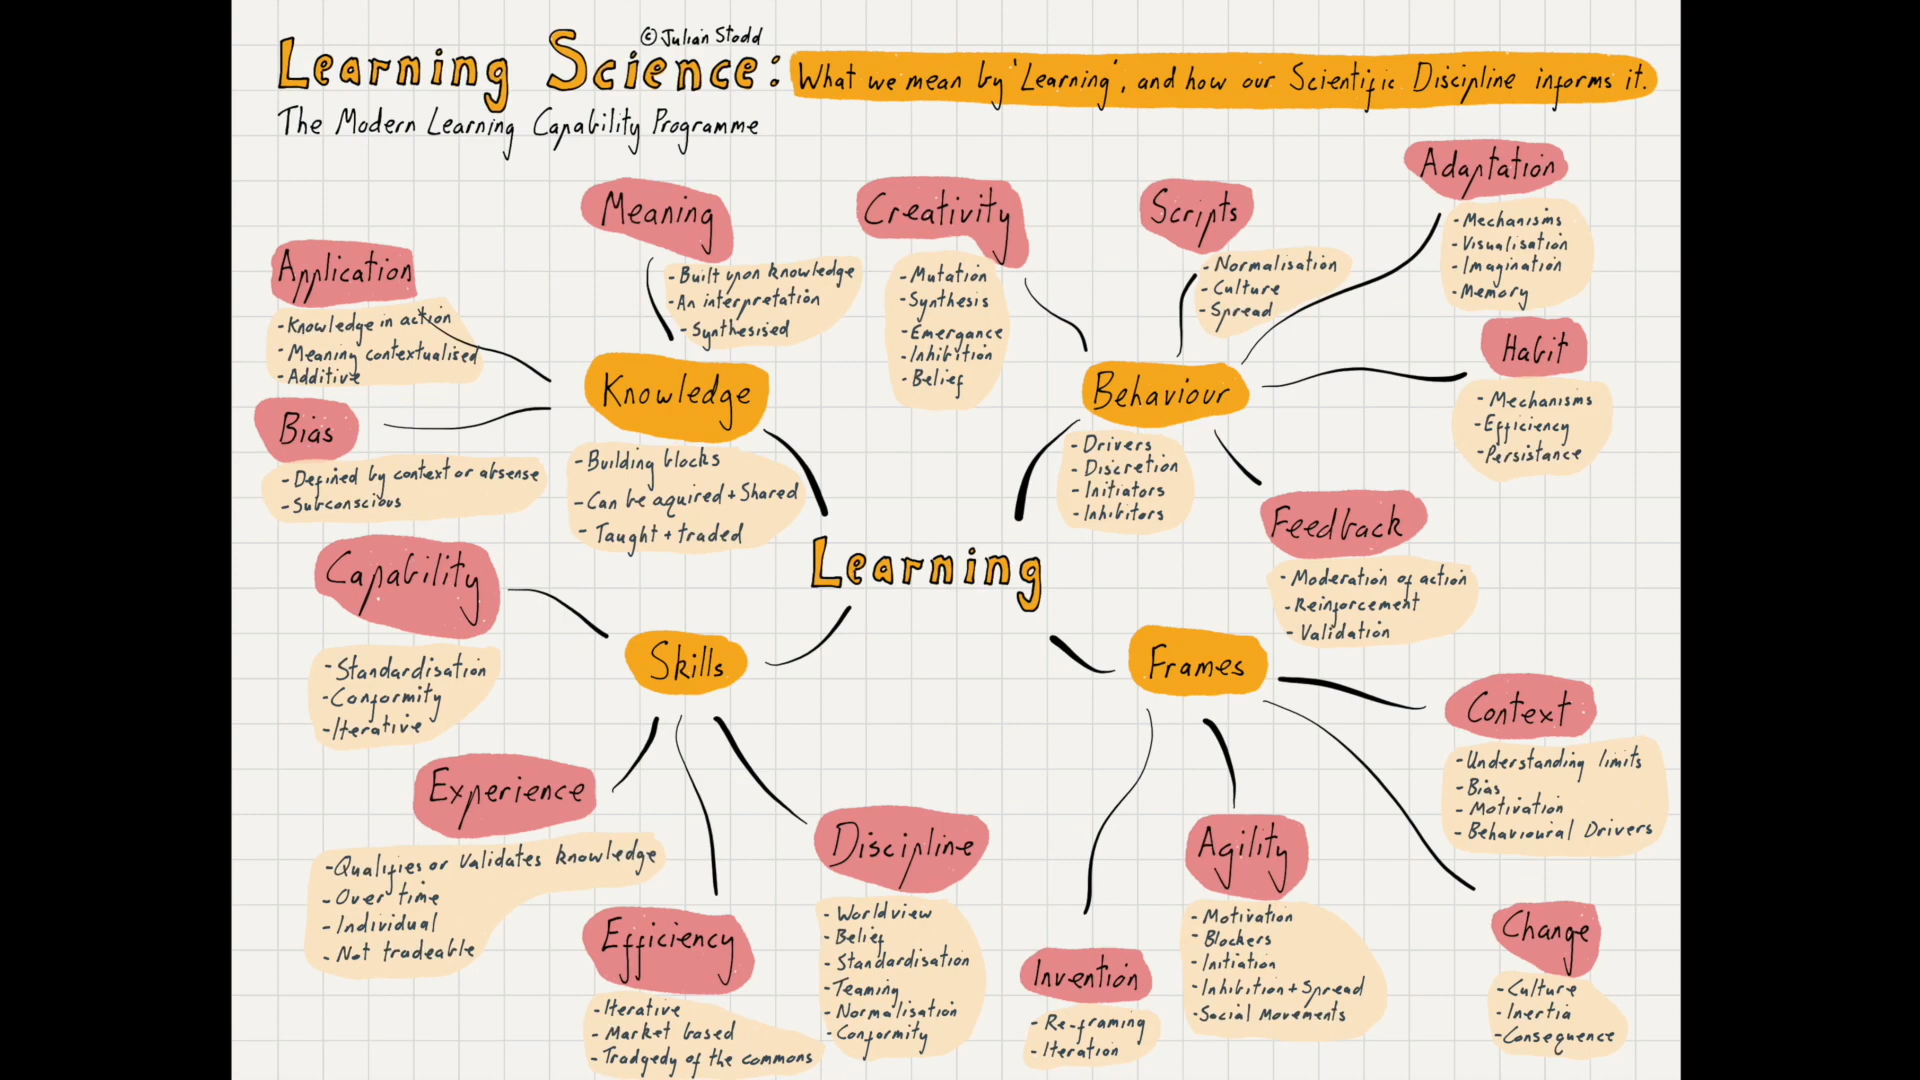 © Julian Stodd
Learning Science:
What we mean by 'Learning', and how our Scientific Discipline informs it.
The Modern Learning Capability Programme
Application
- Knowledge in action
- Meaning contextualised
- Additive
Meaning
- Built upon knowledge
- An interpretation
- Synthesised
Creativity
- Mutation
- Synthesis
- Emergance
- Inhibition
- Belief
Scripts
- Normalisation
- Culture
- Spread
Adaptation
- Mechanisms
- Visualisation
- Imagination
- Memory
Habit
- Mechanisms
- Efficiency
- Persistance
Bias
- Defined by context or absense
- Subconscious
Knowledge
- Building blocks
- Can be aquired + Shared
- Taught + traded
Behaviour
- Drivers
- Discretion
- Initiators
- Inhibitors
Feedback
- Moderation of action
- Reinforcement
- Validation
Learning
Capability
- Standardisation
- Conformity
- Iterative
Skills
Frames
Context
- Understanding limits
- Bias
- Motivation
- Behavioural Drivers
Experience
- Qualifies or Validates knowledge
- Over time
- Individual
- Not tradeable
Efficiency
- Iterative
- Market based
- Tradgedy of the commons
Discipline
- Worldview
- Belief
- Standardisation
- Teaming
- Normalisation
- Conformity
Invention
- Re-framing
- Iteration
Agility
- Motivation
- Blockers
- Initiation
- Inhibition + Spread
- Social Movements
Change
- Culture
- Inertia
- Consequence